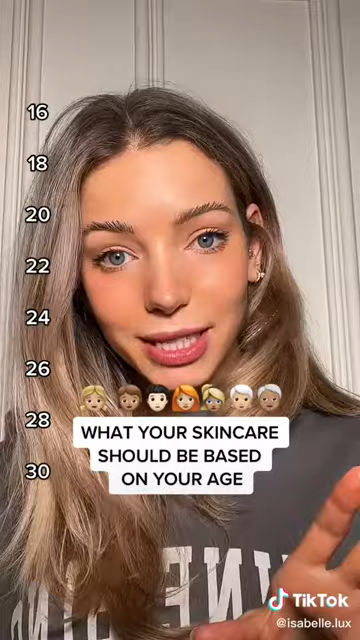 16
18
20
22
24
26
28
30
WHAT YOUR SKINCARE
SHOULD BE BASED
ON YOUR AGE
TikTok
@isabelle.lux